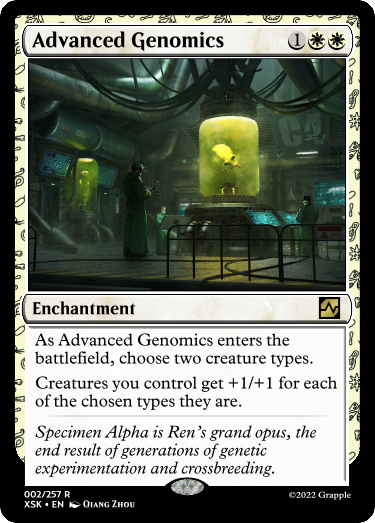 Advanced Genomics 1
Enchantment
As Advanced Genomics enters the
battlefield, choose two creature types.
Creatures you control get +1/+1 for each
of the chosen types they are.
Specimen Alpha is Ren's grand opus, the
end result of generations of genetic
experimentation and crossbreeding.
002/257 R
XSK • EN Qiang Zhou
©2022 Grapple